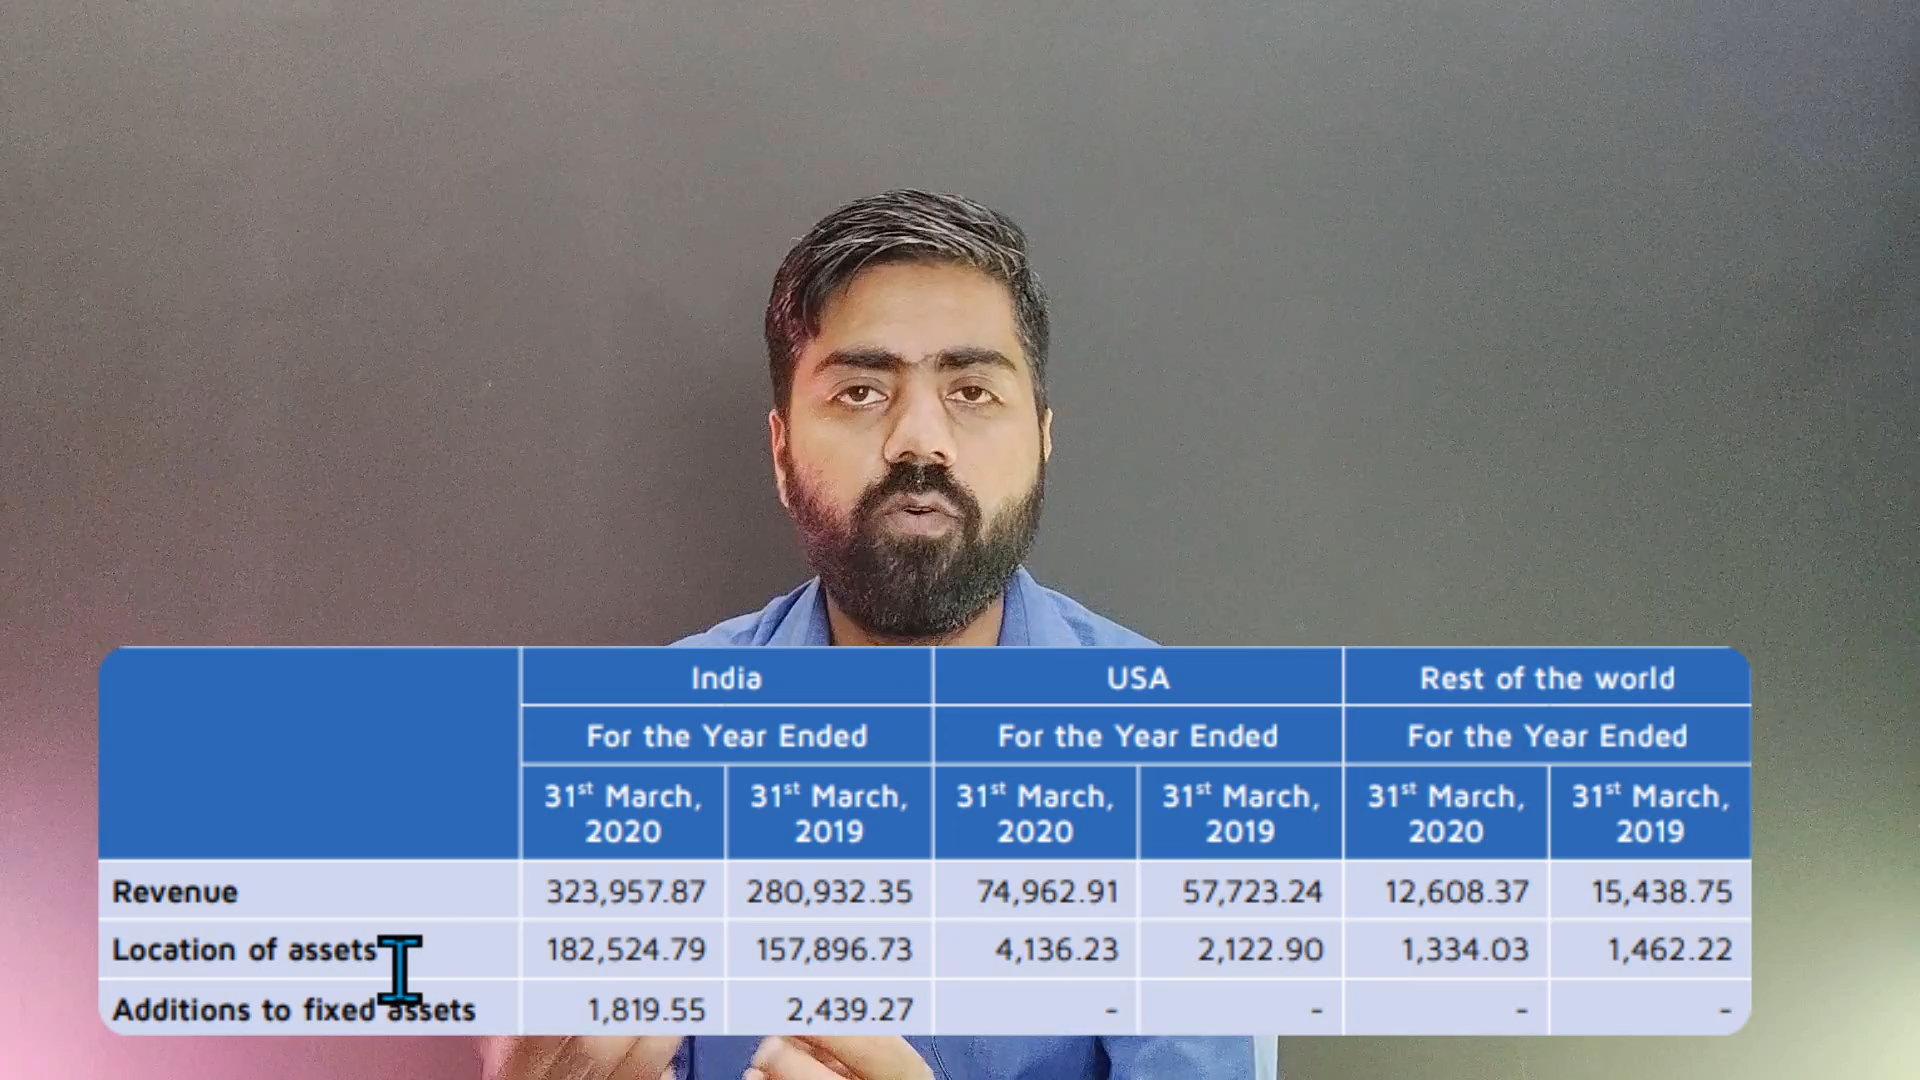 India USA Rest of the world
For the Year Ended For the Year Ended For the Year Ended
31st March, 2020 31st March, 2019 31st March, 2020 31st March, 2019 31st March, 2020 31st March, 2019
Revenue 323,957.87 280,932.35 74,962.91 57,723.24 12,608.37 15,438.75
Location of assets 182,524.79 157,896.73 4,136.23 2,122.90 1,334.03 1,462.22
Additions to fixed assets 1,819.55 2,439.27 - - - -